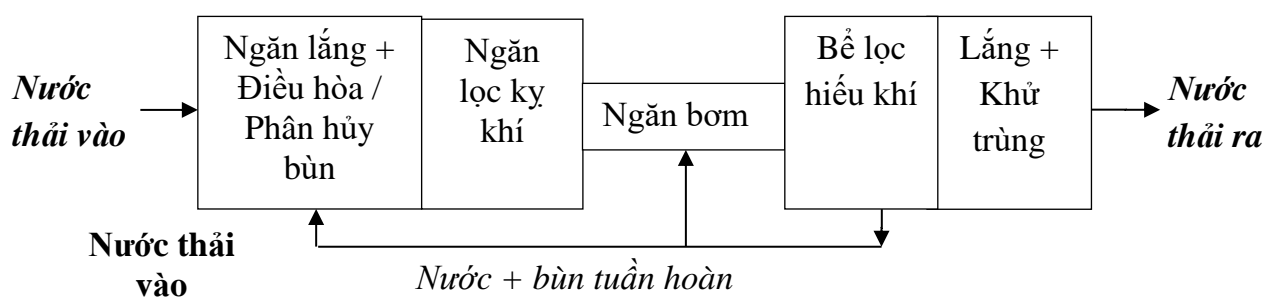 Nước
thải vào
Ngăn lắng +
Điều hòa /
Phân hủy
bùn
Ngăn
lọc kỵ
khí
Ngăn bơm
Bể lọc
hiếu khí
Lắng +
Khử
trùng
Nước
thải ra
Nước thải
vào
Nước + bùn tuần hoàn